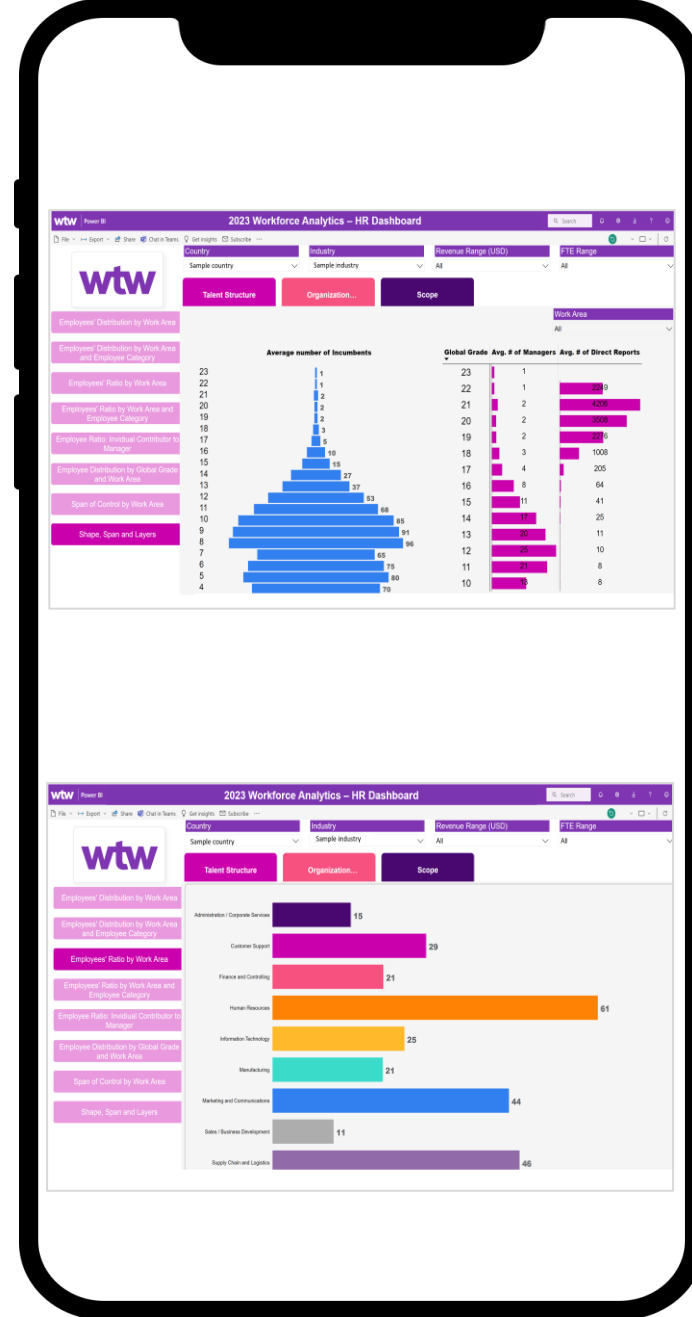 wtw Power BI 2023 Workforce Analytics – HR Dashboard Search
File Export Share Chat in Teams Get insights Subscribe ...
Country Industry Revenue Range (USD) FTE Range
Sample country Sample industry All All
wtw
Talent Structure Organization... Scope
Work Area
All
Employees' Distribution by Work Area
Employees' Distribution by Work Area
and Employee Category
Employees' Ratio by Work Area
Employees' Ratio by Work Area and
Employee Category
Employee Ratio: Invidiual Contributor to
Manager
Employee Distribution by Global Grade
and Work Area
Span of Control by Work Area
Shape, Span and Layers
Average number of Incumbents
23 1
22 1
21 2
20 2
19 2
18 3
17 5
16 10
15 15
14 27
13 37
12 53
11 68
10 85
9 91
8 96
7 65
6 75
5 80
4 70
Global Grade Avg. # of Managers Avg. # of Direct Reports
23 1
22 1 2249
21 2 4206
20 2 3508
19 2 2276
18 3 1008
17 4 205
16 8 64
15 11 41
14 17 25
13 20 11
12 25 10
11 21 8
10 13 8
wtw Power BI 2023 Workforce Analytics – HR Dashboard Search
File Export Share Chat in Teams Get insights Subscribe ...
Country Industry Revenue Range (USD) FTE Range
Sample country Sample industry All All
wtw
Talent Structure Organization... Scope
Employees' Distribution by Work Area
Employees' Distribution by Work Area
and Employee Category
Employees' Ratio by Work Area
Employees' Ratio by Work Area and
Employee Category
Employee Ratio: Invidiual Contributor to
Manager
Employee Distribution by Global Grade
and Work Area
Span of Control by Work Area
Shape, Span and Layers
Administration / Corporate Services 15
Customer Support 29
Finance and Controlling 21
Human Resources 61
Information Technology 25
Manufacturing 21
Marketing and Communications 44
Sales / Business Development 11
Supply Chain and Logistics 46